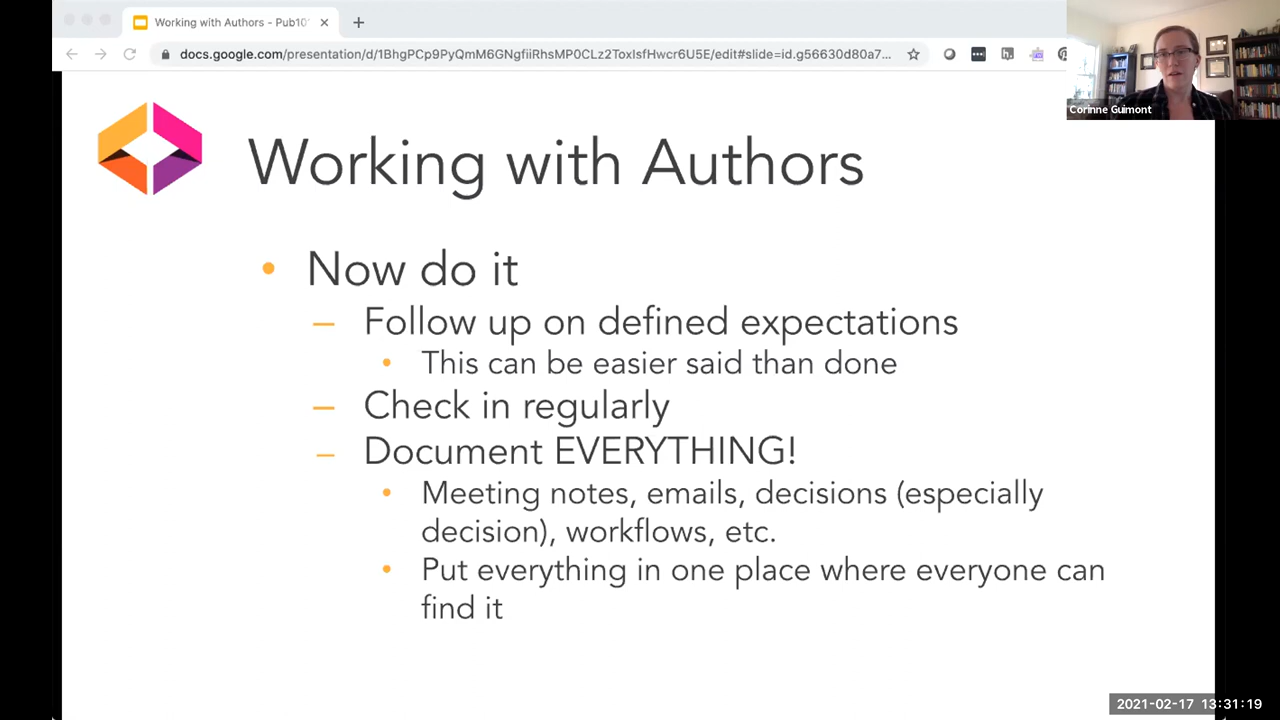 Working with Authors - Pub10
docs.google.com/presentation/d/1BhgPCp9PyQmM6GNgfiiRhsMP0CLz2ToxIsfHwcr6U5E/edit#slide=id.g56630d80a7...
Corinne Guimont
Working with Authors
• Now do it
– Follow up on defined expectations
• This can be easier said than done
– Check in regularly
– Document EVERYTHING!
• Meeting notes, emails, decisions (especially
decision), workflows, etc.
• Put everything in one place where everyone can
find it
2021-02-17 13:31:19